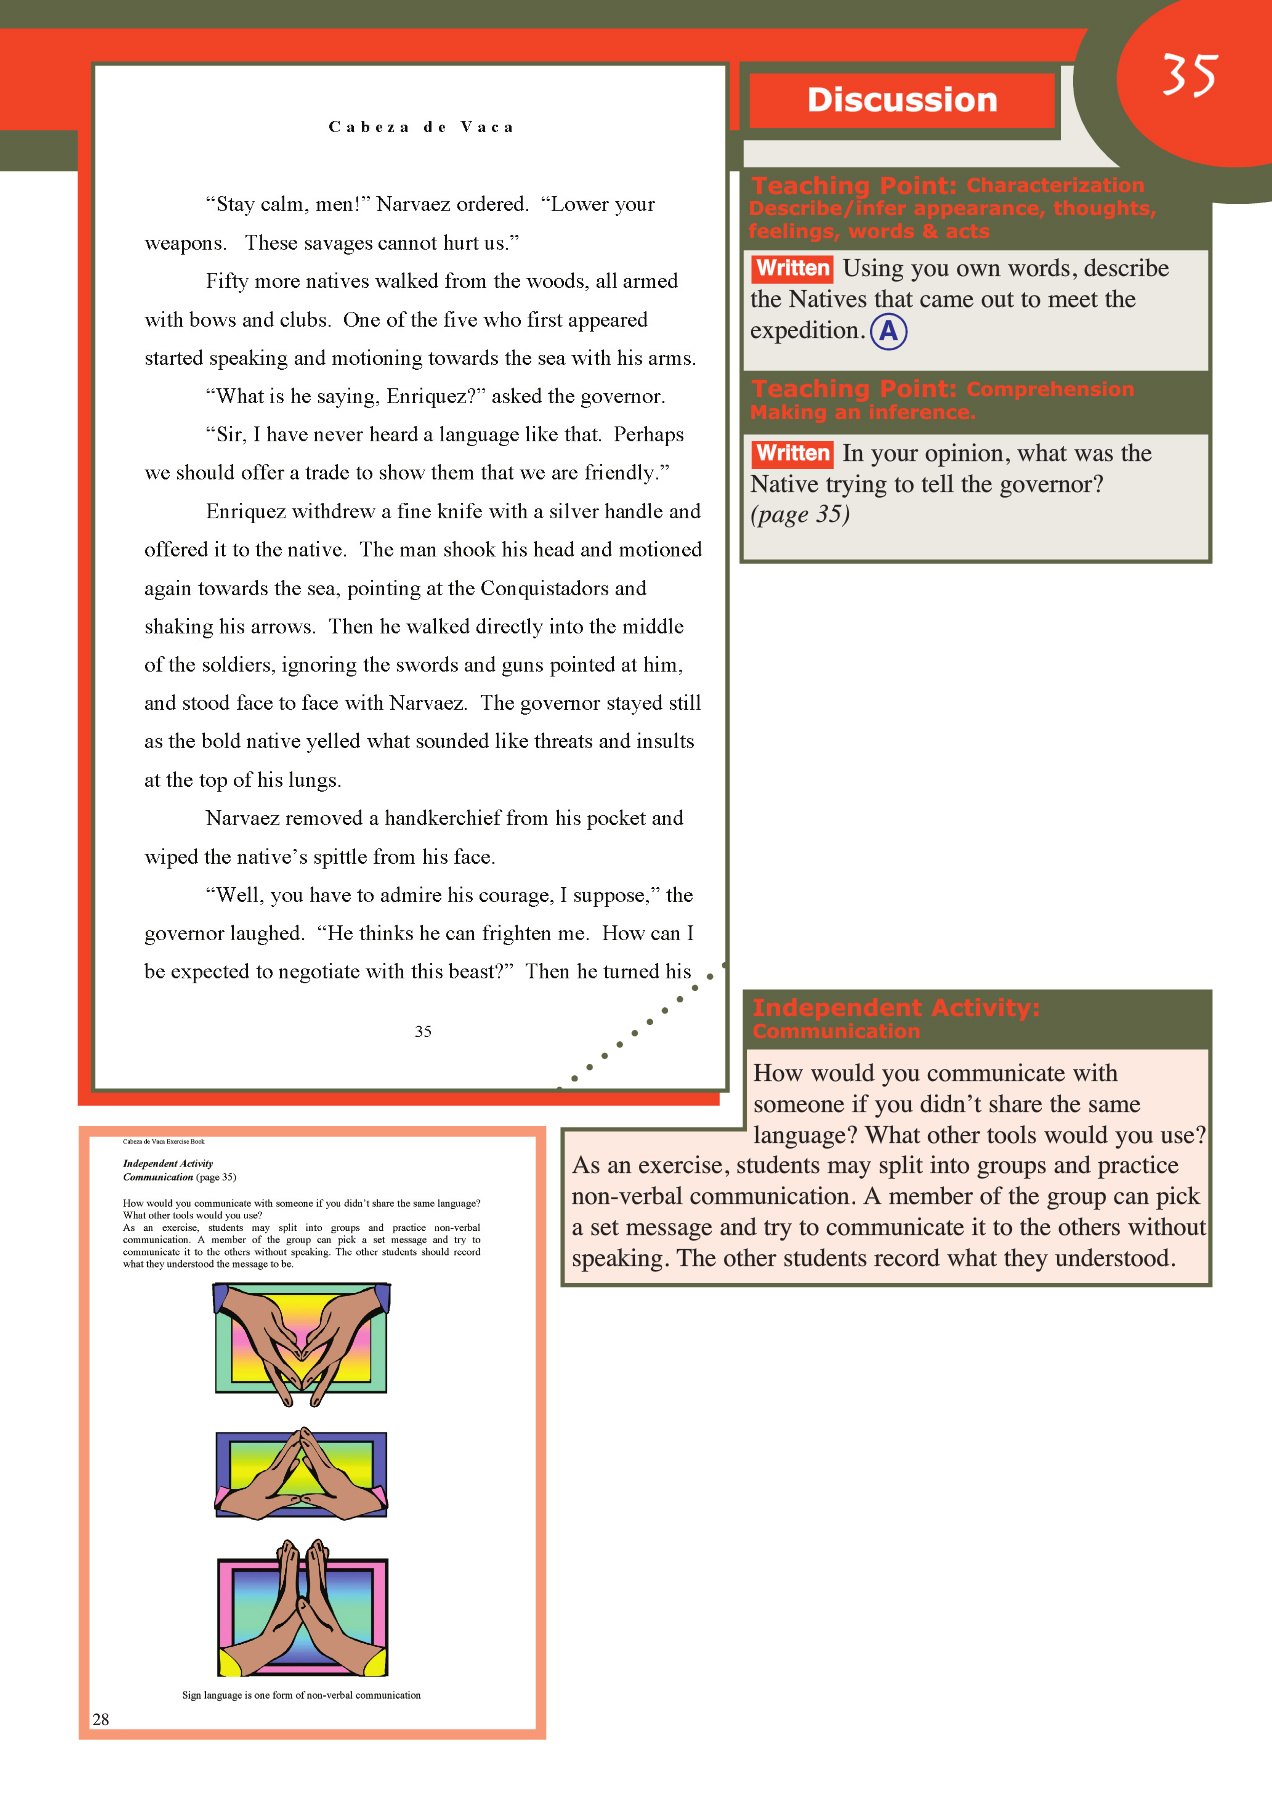 35
Cabeza de Vaca
“Stay calm, men!” Narvaez ordered.  “Lower your
weapons.   These savages cannot hurt us.”
Fifty more natives walked from the woods, all armed
with bows and clubs.  One of the five who first appeared
started speaking and motioning towards the sea with his arms.
“What is he saying, Enriquez?” asked the governor.
“Sir, I have never heard a language like that.  Perhaps
we should offer a trade to show them that we are friendly.”
Enriquez withdrew a fine knife with a silver handle and
offered it to the native.  The man shook his head and motioned
again towards the sea, pointing at the Conquistadors and
shaking his arrows.  Then he walked directly into the middle
of the soldiers, ignoring the swords and guns pointed at him,
and stood face to face with Narvaez.  The governor stayed still
as the bold native yelled what sounded like threats and insults
at the top of his lungs.
Narvaez removed a handkerchief from his pocket and
wiped the native’s spittle from his face.
“Well, you have to admire his courage, I suppose,” the
governor laughed.  “He thinks he can frighten me.  How can I
be expected to negotiate with this beast?”  Then he turned his
35
Discussion
Teaching Point: Characterization
Describe/infer appearance, thoughts,
feelings, words & acts
Written Using you own words, describe
the Natives that came out to meet the
expedition. A
Teaching Point: Comprehension
Making an inference.
Written In your opinion, what was the
Native trying to tell the governor?
(page 35)
Independent Activity:
Communication
How would you communicate with
someone if you didn’t share the same
language? What other tools would you use?
As an exercise, students may split into groups and practice
non-verbal communication. A member of the group can pick
a set message and try to communicate it to the others without
speaking. The other students record what they understood.
Cabeza de Vaca Exercise Book
Independent Activity
Communication (page 35)
How would you communicate with someone if you didn’t share the same language?
What other tools would you use?
As an exercise, students may split into groups and practice non-verbal
communication. A member of the group can pick a set message and try to
communicate it to the others without speaking. The other students should record
what they understood the message to be.
Sign language is one form of non-verbal communication
28